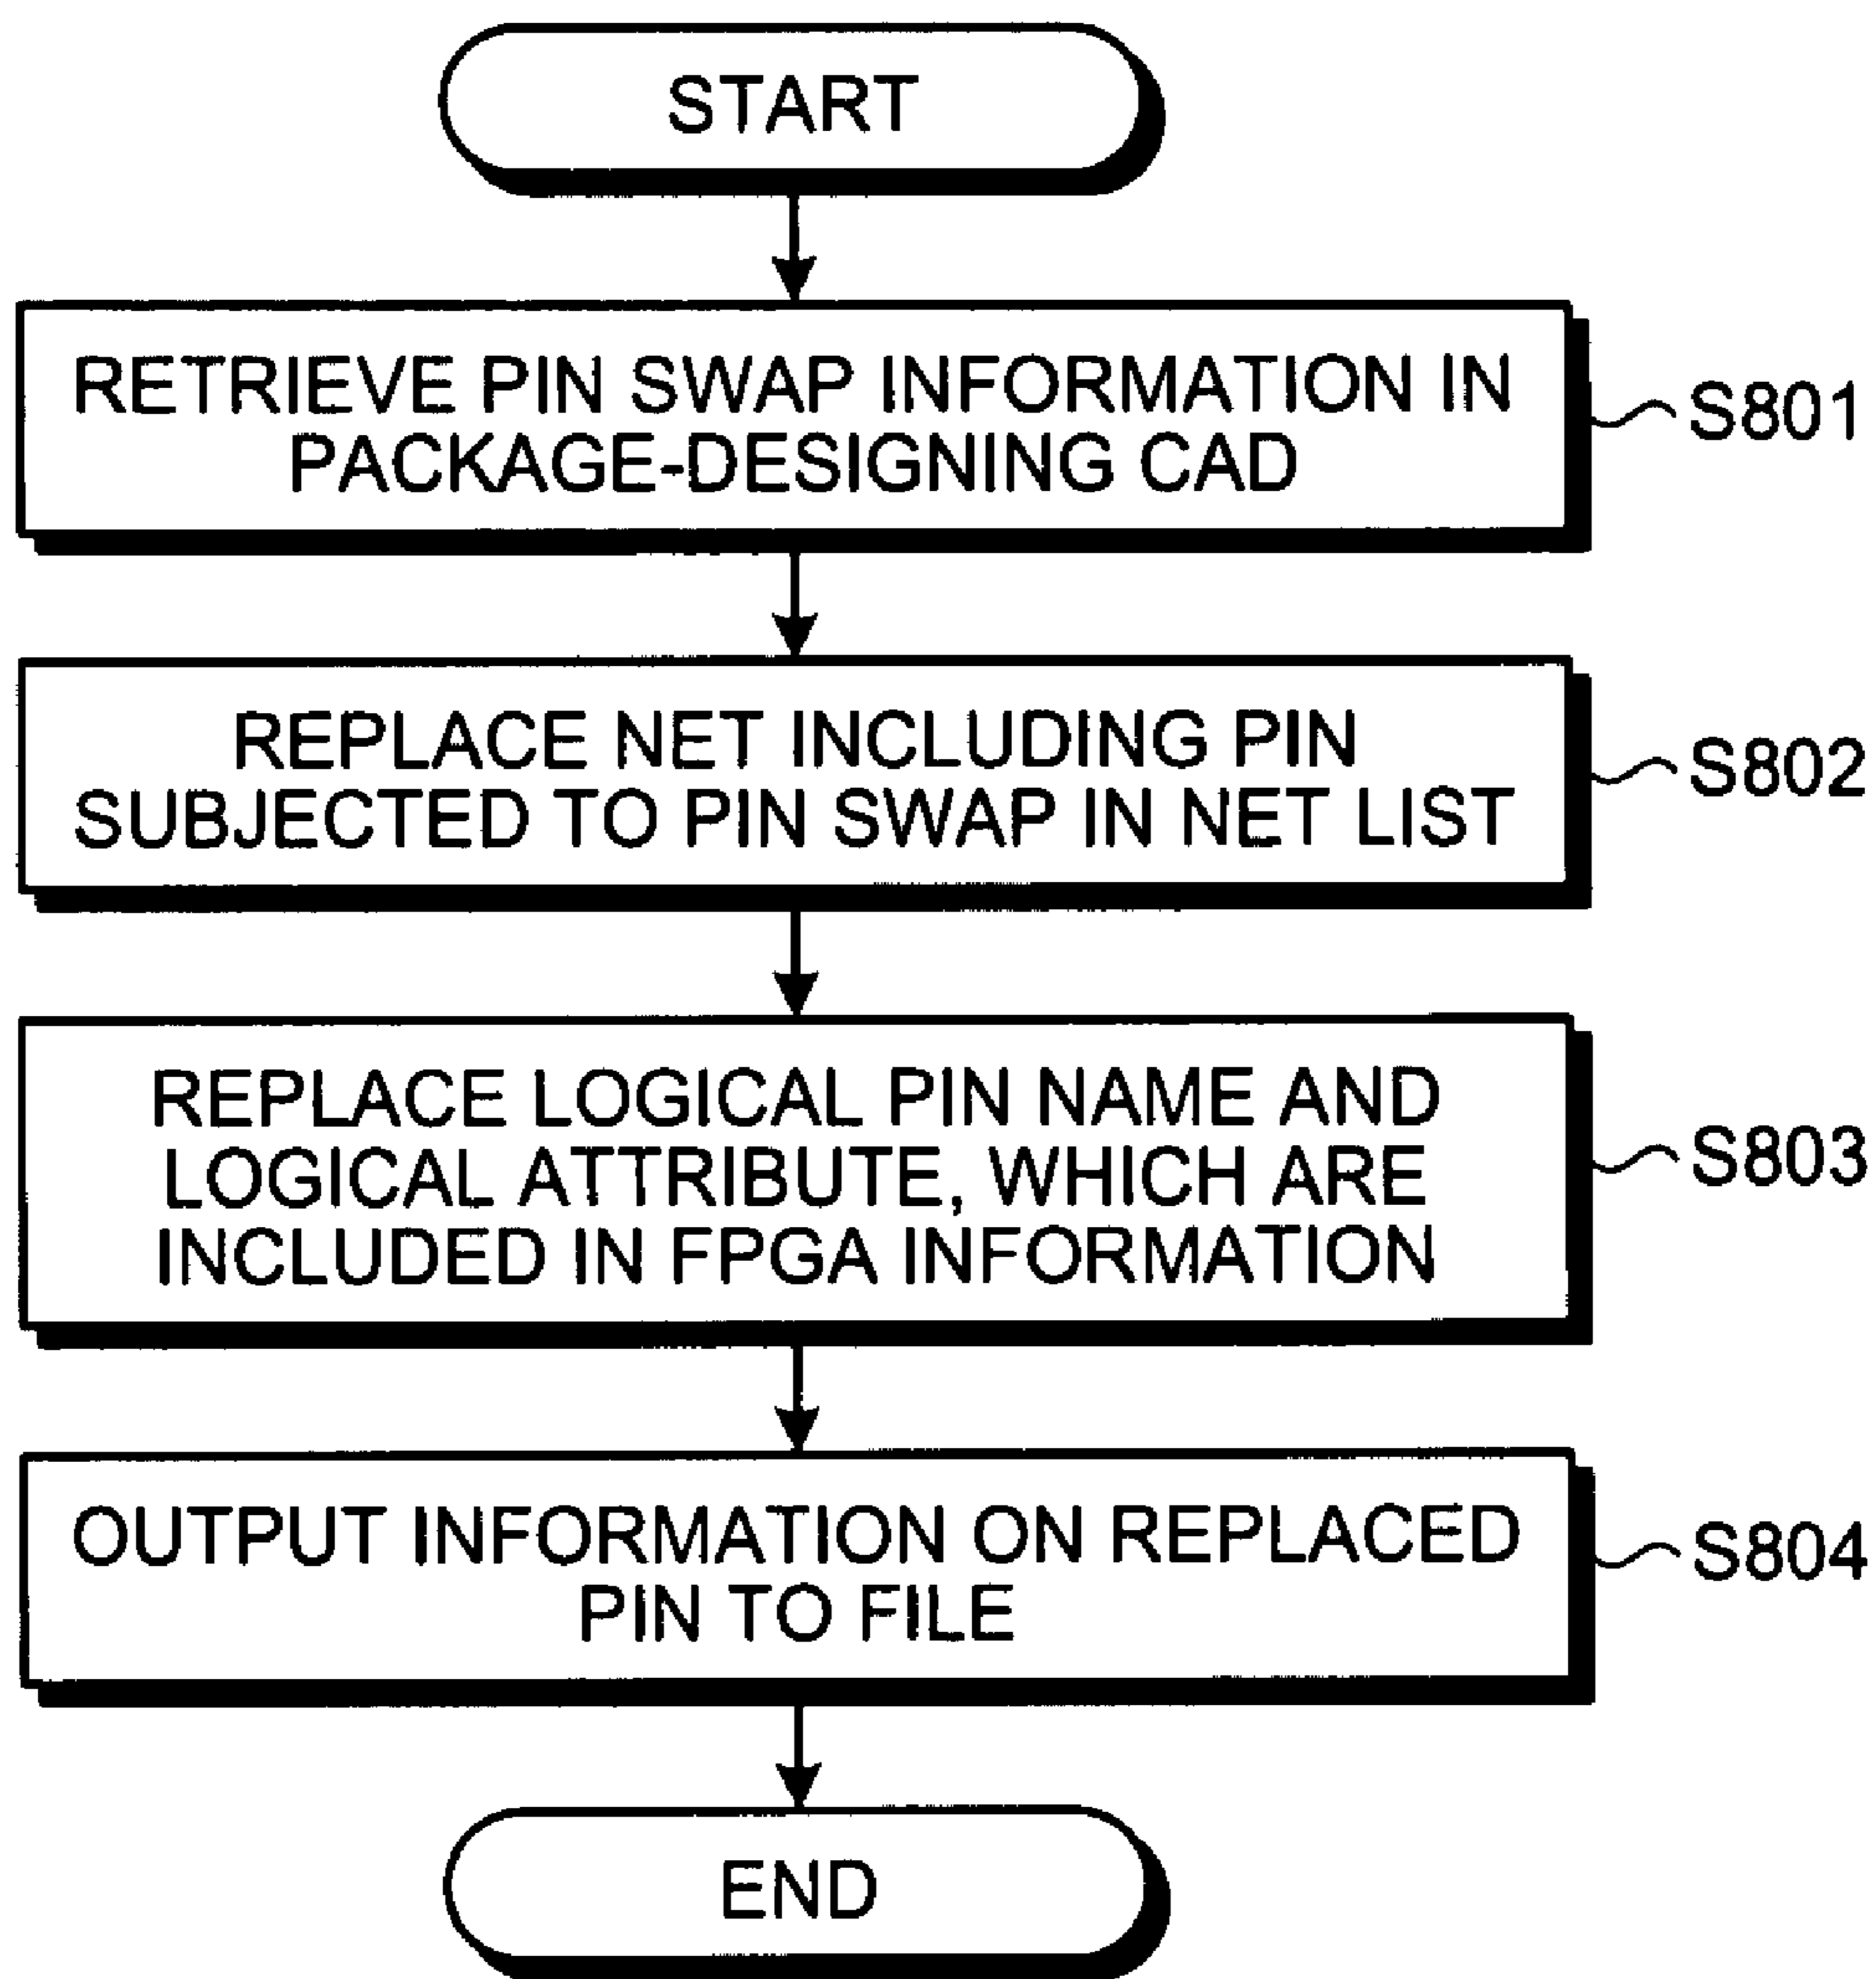 START
RETRIEVE PIN SWAP INFORMATION IN
PACKAGE-DESIGNING CAD
S801
REPLACE NET INCLUDING PIN
SUBJECTED TO PIN SWAP IN NET LIST
S802
REPLACE LOGICAL PIN NAME AND
LOGICAL ATTRIBUTE, WHICH ARE
INCLUDED IN FPGA INFORMATION
S803
OUTPUT INFORMATION ON REPLACED
PIN TO FILE
S804
END